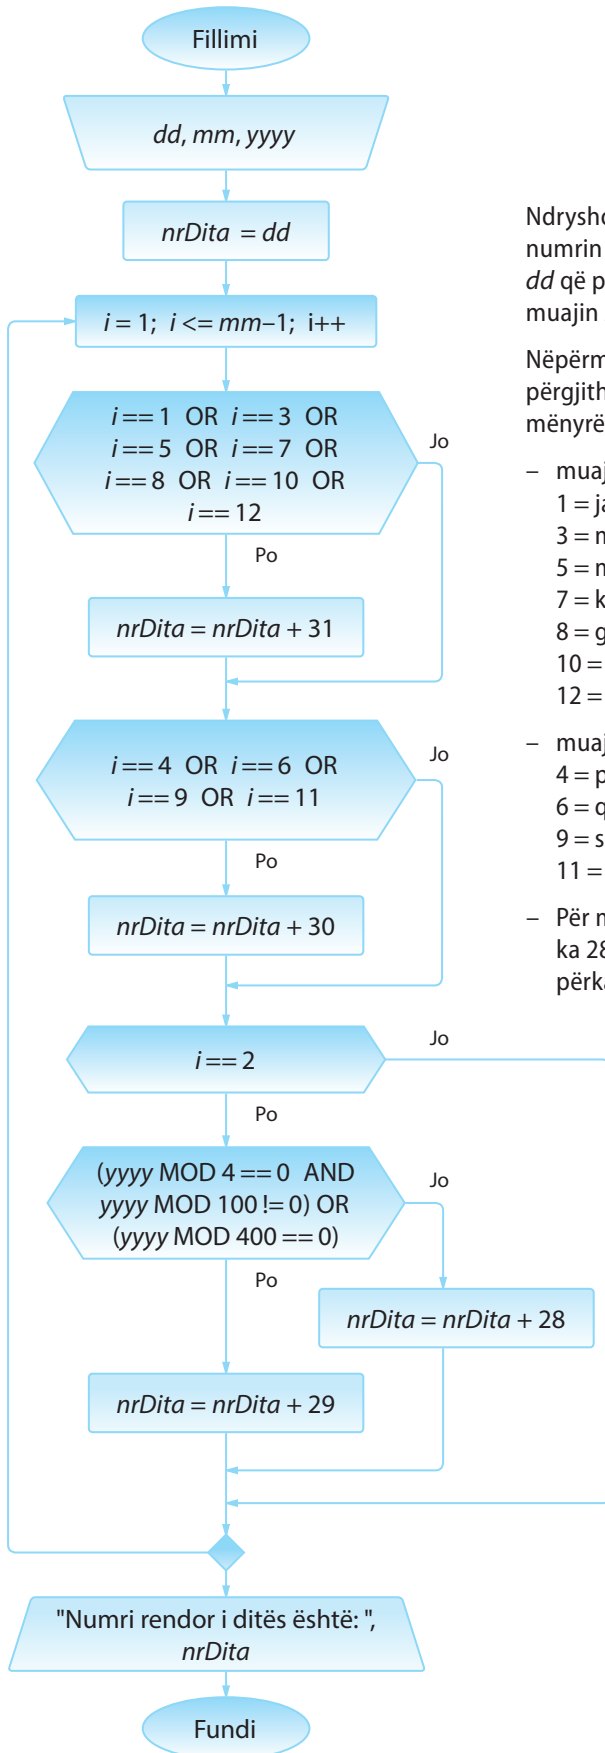 Fillimi
dd, mm, yyyy
nrDita = dd
i = 1; i <= mm–1; i++
i == 1 OR i == 3 OR
i == 5 OR i == 7 OR
i == 8 OR i == 10 OR
i == 12
Jo
Po
nrDita = nrDita + 31
i == 4 OR i == 6 OR
i == 9 OR i == 11
Jo
Po
nrDita = nrDita + 30
i == 2
Jo
Po
(yyyy MOD 4 == 0 AND
yyyy MOD 100 != 0) OR
(yyyy MOD 400 == 0)
Jo
Po
nrDita = nrDita + 28
nrDita = nrDita + 29
"Numri rendor i ditës është: ",
nrDita
Fundi
numrin
dd që p
muajin
përgjith
mënyrë
– muaj
1 = ja
3 = m
5 = m
7 = k
8 = g
10 =
12 =
– muaj
4 = p
6 = q
9 = s
11 =
– Për m
ka 28
përka